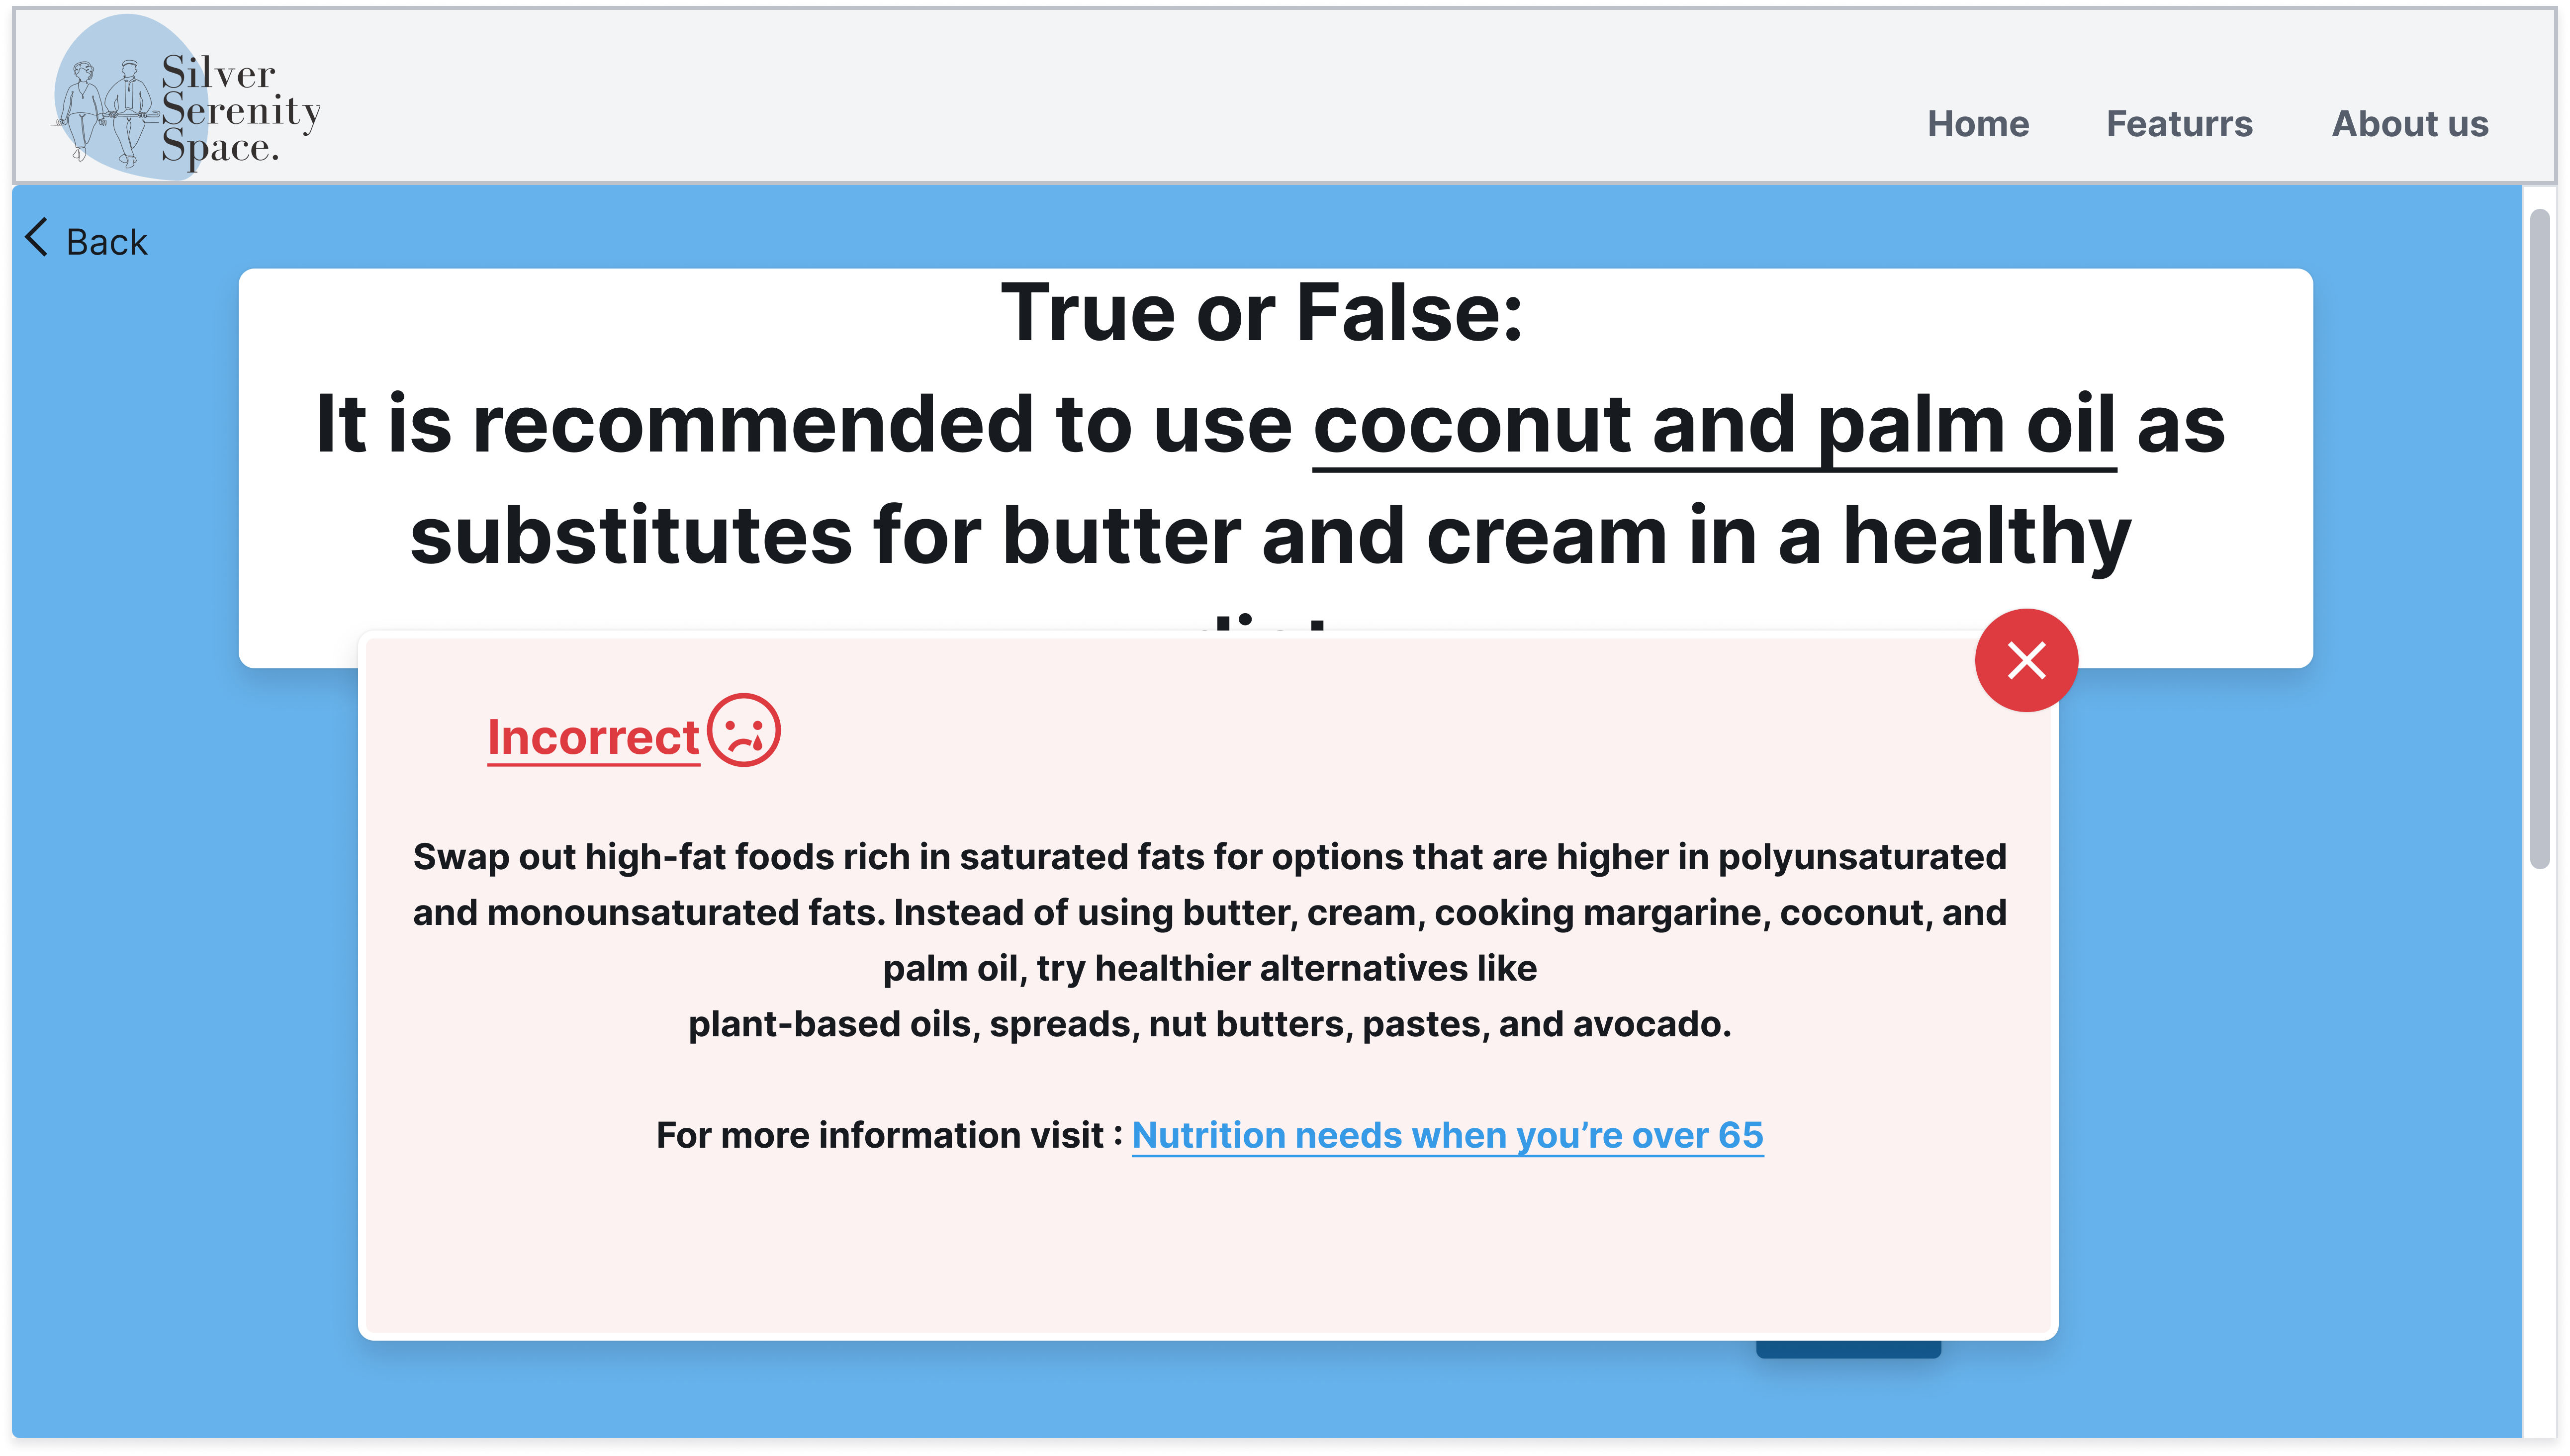 Silver
Serenity
Space.
Home Featurrs About us
Back
True or False:
It is recommended to use coconut and palm oil as
substitutes for butter and cream in a healthy
Incorrect
Swap out high-fat foods rich in saturated fats for options that are higher in polyunsaturated
and monounsaturated fats. Instead of using butter, cream, cooking margarine, coconut, and
palm oil, try healthier alternatives like
plant-based oils, spreads, nut butters, pastes, and avocado.
For more information visit : Nutrition needs when you’re over 65